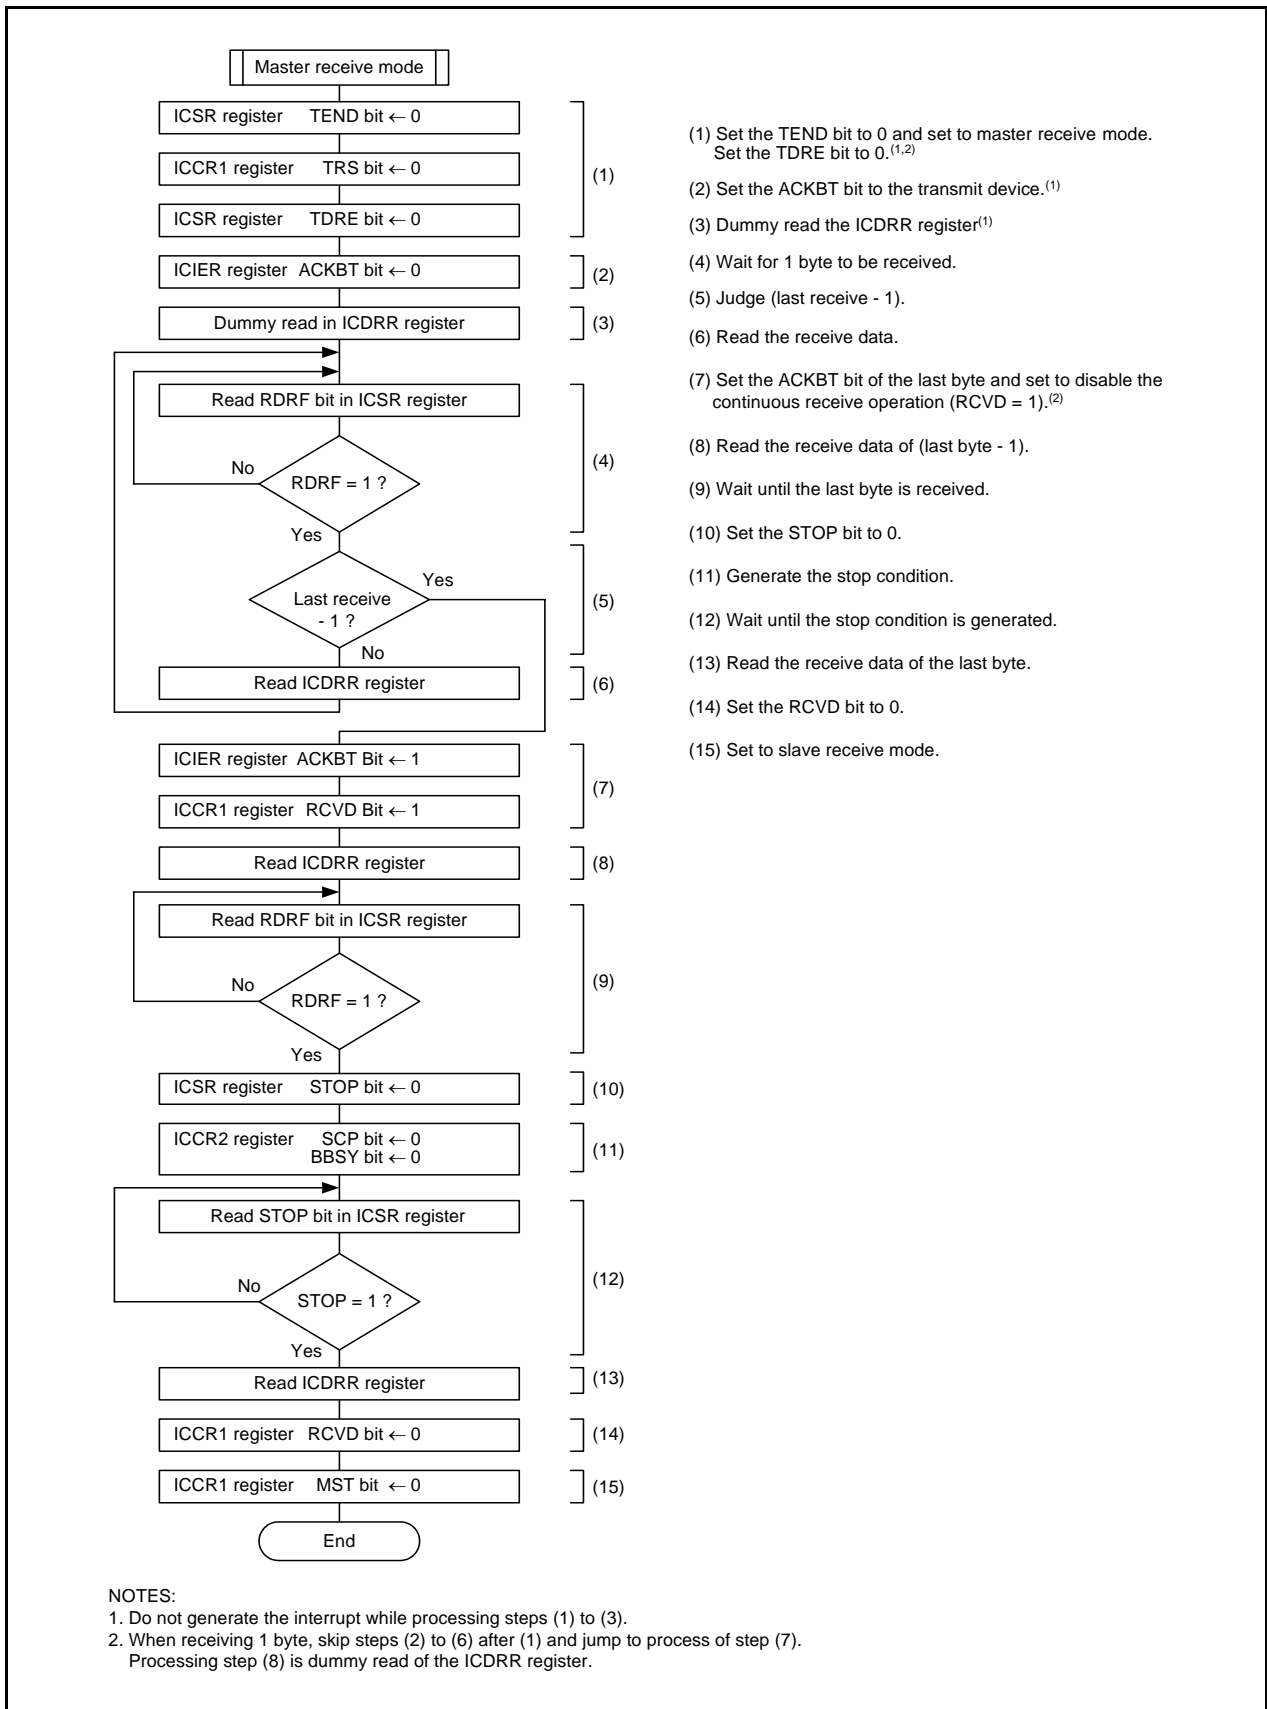 Master receive mode
ICSR register TEND bit ← 0
ICCR1 register TRS bit ← 0
ICSR register TDRE bit ← 0
(1)
ICIER register ACKBT bit ← 0
(2)
Dummy read in ICDRR register
(3)
Read RDRF bit in ICSR register
RDRF = 1 ?
No
Yes
(4)
Last receive
- 1 ?
Yes
No
(5)
Read ICDRR register
(6)
ICIER register ACKBT Bit ← 1
ICCR1 register RCVD Bit ← 1
(7)
Read ICDRR register
(8)
Read RDRF bit in ICSR register
No
RDRF = 1 ?
Yes
(9)
ICSR register STOP bit ← 0
(10)
ICCR2 register SCP bit ← 0
BBSY bit ← 0
(11)
Read STOP bit in ICSR register
No
STOP = 1 ?
Yes
(12)
Read ICDRR register
(13)
ICCR1 register RCVD bit ← 0
(14)
ICCR1 register MST bit ← 0
(15)
End
(1) Set the TEND bit to 0 and set to master receive mode.
Set the TDRE bit to 0.(1,2)
(2) Set the ACKBT bit to the transmit device.(1)
(3) Dummy read the ICDRR register(1)
(4) Wait for 1 byte to be received.
(5) Judge (last receive - 1).
(6) Read the receive data.
(7) Set the ACKBT bit of the last byte and set to disable the
continuous receive operation (RCVD = 1).(2)
(8) Read the receive data of (last byte - 1).
(9) Wait until the last byte is received.
(10) Set the STOP bit to 0.
(11) Generate the stop condition.
(12) Wait until the stop condition is generated.
(13) Read the receive data of the last byte.
(14) Set the RCVD bit to 0.
(15) Set to slave receive mode.
NOTES:
1. Do not generate the interrupt while processing steps (1) to (3).
2. When receiving 1 byte, skip steps (2) to (6) after (1) and jump to process of step (7).
Processing step (8) is dummy read of the ICDRR register.